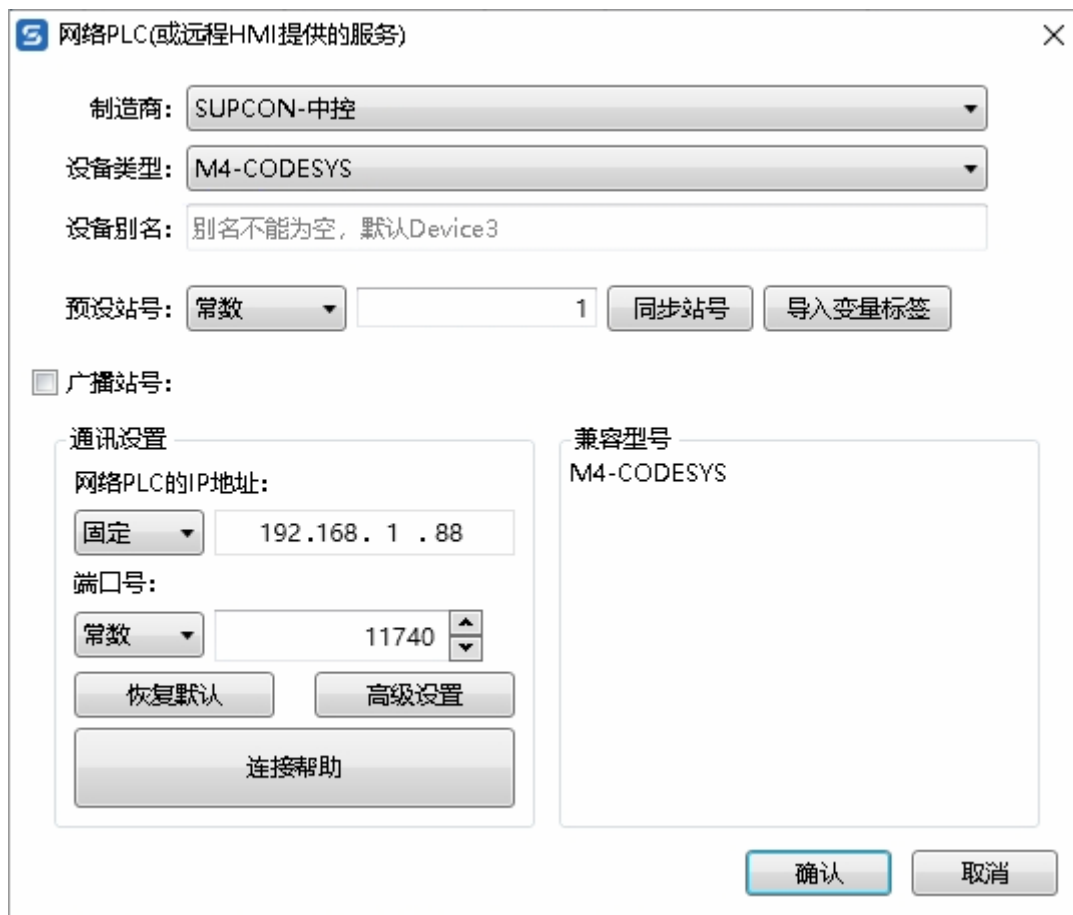 网络PLC(或远程HMI提供的服务)
制造商: SUPCON-中控
设备类型: M4-CODESYS
设备别名: 别名不能为空，默认Device3
预设站号: 常数 1 同步站号 导入变量标签
广播站号:
通讯设置
网络PLC的IP地址:
固定 192.168. 1 .88
端口号:
常数 11740
恢复默认 高级设置
连接帮助
兼容型号
M4-CODESYS
确认 取消